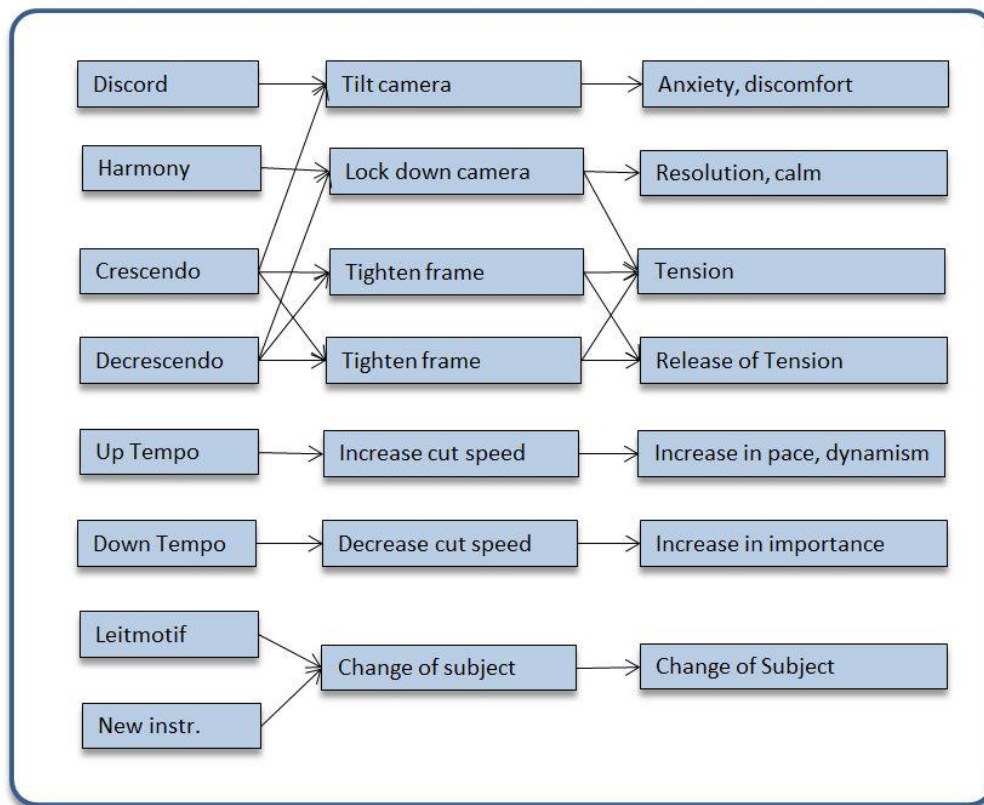 Discord
Tilt camera
Anxiety, discomfort
Harmony
Lock down camera
Resolution, calm
Crescendo
Tighten frame
Tension
Decrescendo
Tighten frame
Release of Tension
Up Tempo
Increase cut speed
Increase in pace, dynamism
Down Tempo
Decrease cut speed
Increase in importance
Leitmotif
Change of subject
Change of Subject
New instr.